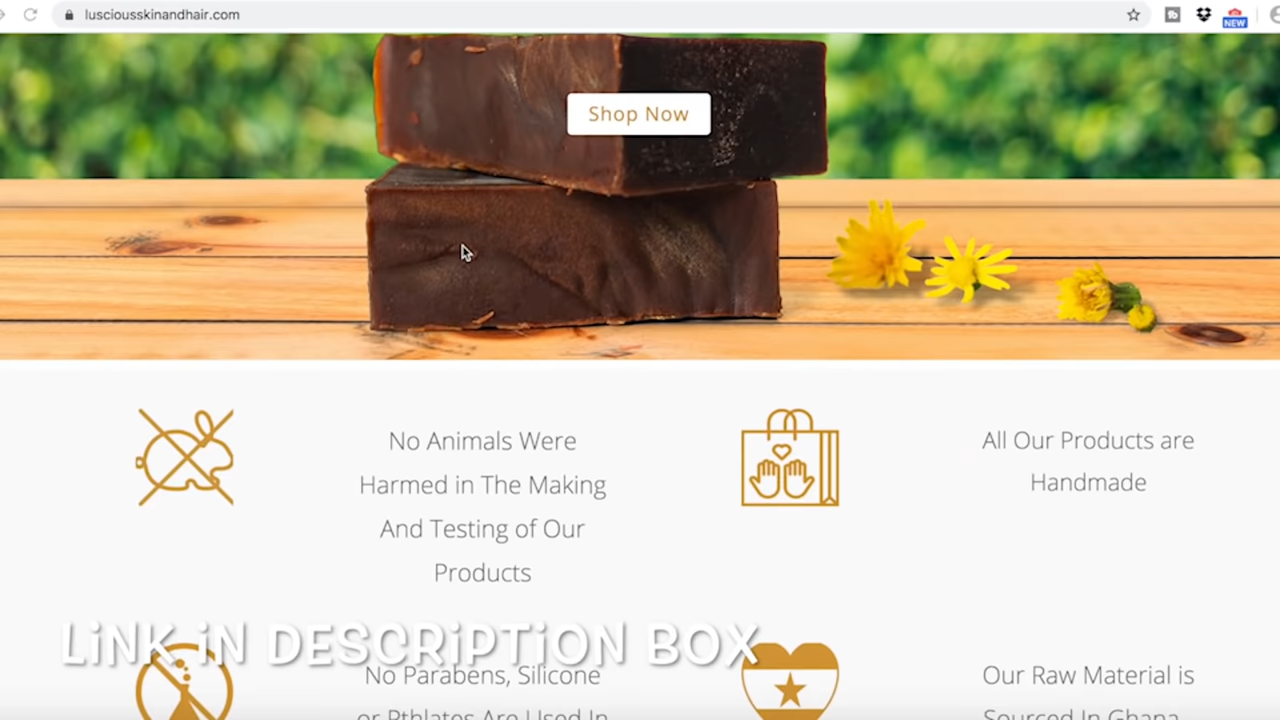 lusciousskinandhair.com
NEW
Shop Now
No Animals Were
Harmed in The Making
And Testing of Our
Products
All Our Products are
Handmade
LiNK iN DESCRiPTiON BOX
No Parabens, Silicone
or Pthlates Are Used In
Our Raw Material is
Sourced In Ghana